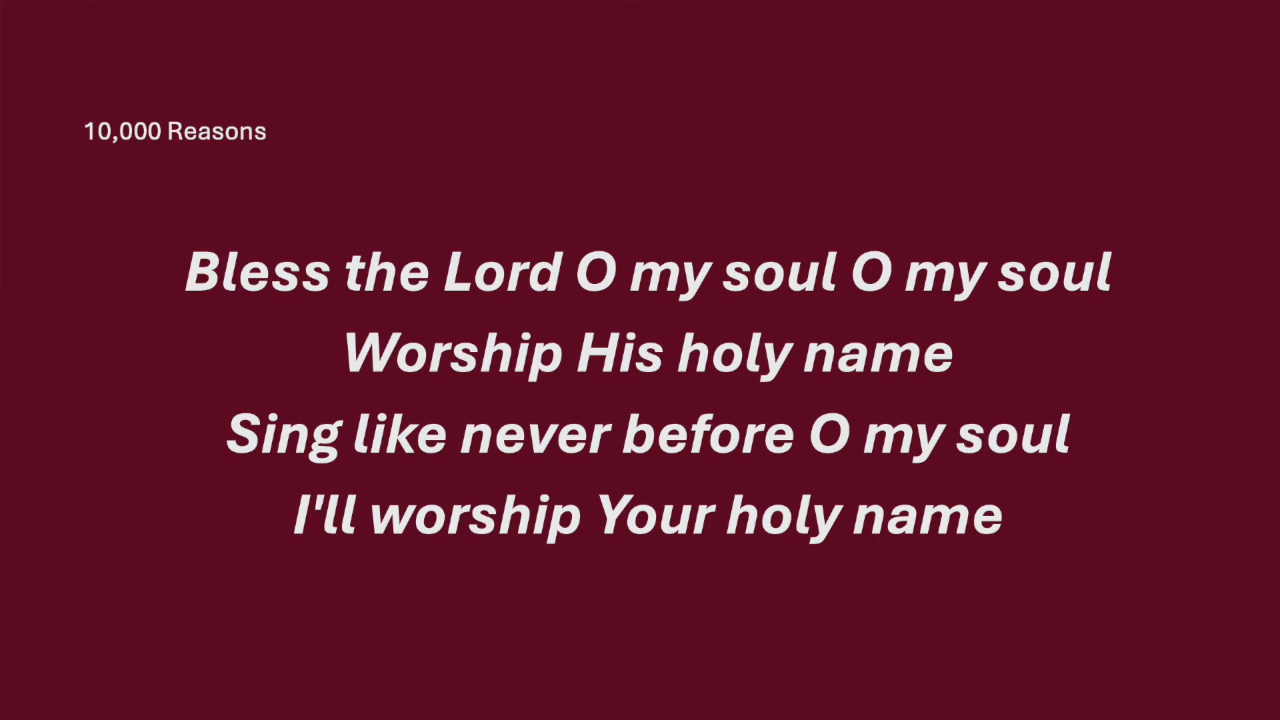 10,000 Reasons
Bless the Lord O my soul O my soul
Worship His holy name
Sing like never before O my soul
I'll worship Your holy name